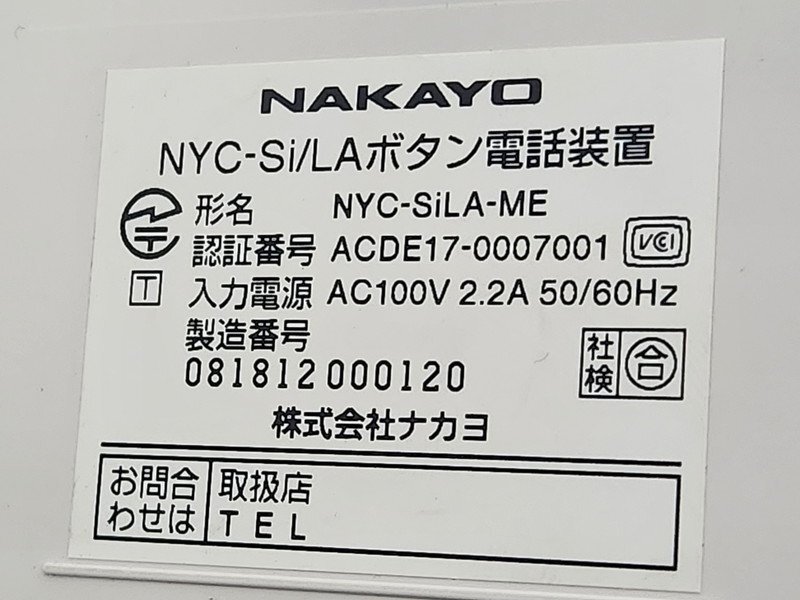 NAKAYO
NYC-Si/LAボタン電話装置
形名 NYC-SiLA-ME
認証番号 ACDE17-0007001 VCCI
T 入力電源 AC100V 2.2A 50/60Hz
製造番号
081812000120
社検 合
株式会社ナカヨ
お問合わせは
取扱店
TEL